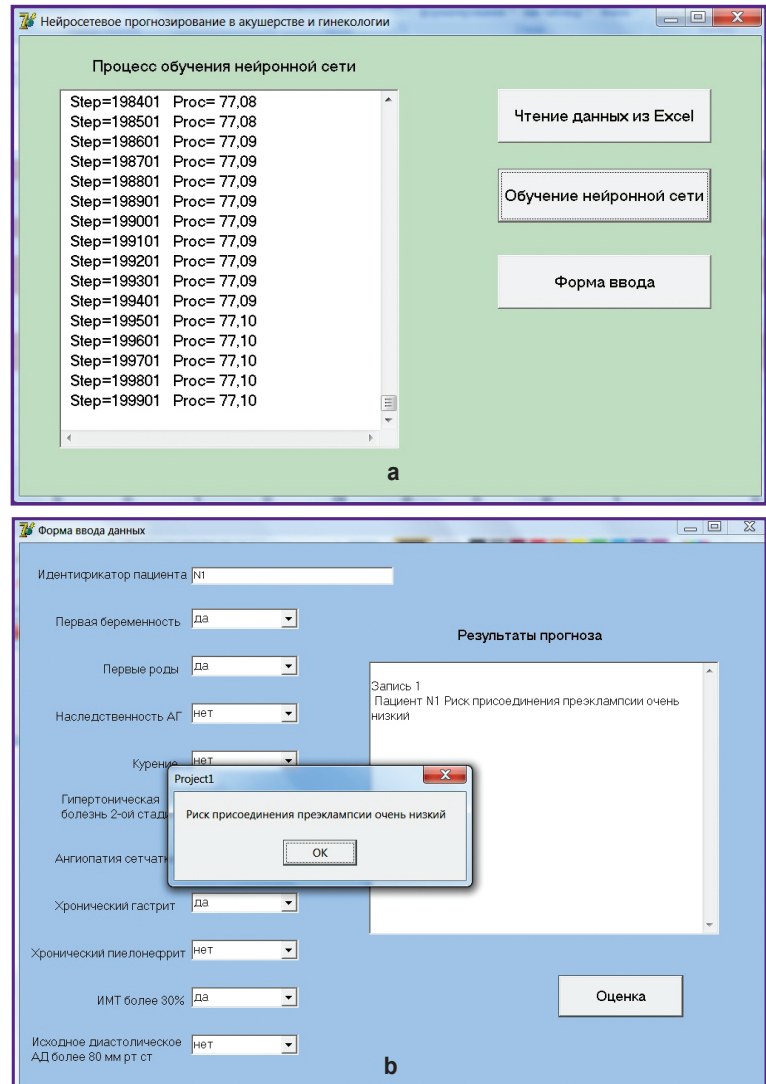 Нейросетевое прогнозирование в акушерстве и гинекологии
Процесс обучения нейронной сети
Step=198401 Proc= 77,08
Step=198501 Proc= 77,08
Step=198601 Proc= 77,09
Step=198701 Proc= 77,09
Step=198801 Proc= 77,09
Step=198901 Proc= 77,09
Step=199001 Proc= 77,09
Step=199101 Proc= 77,09
Step=199201 Proc= 77,09
Step=199301 Proc= 77,09
Step=199401 Proc= 77,09
Step=199501 Proc= 77,10
Step=199601 Proc= 77,10
Step=199701 Proc= 77,10
Step=199801 Proc= 77,10
Step=199901 Proc= 77,10
Чтение данных из Excel
Обучение нейронной сети
Форма ввода
a
Форма ввода данных
Идентификатор пациента N1
Первая беременность да
Первые роды да
Наследственность АГ нет
Курение нет
Гипертоническая
болезнь 2-ой стади
Ангиопатия сетчатк
Хронический гастрит да
Хронический пиелонефрит нет
ИМТ более 30% да
Исходное диастолическое нет
АД более 80 мм рт ст
Project1
Риск присоединения преэклампсии очень низкий
OK
Результаты прогноза
Запись 1
Пациент N1 Риск присоединения преэклампсии очень
низкий
Оценка
b